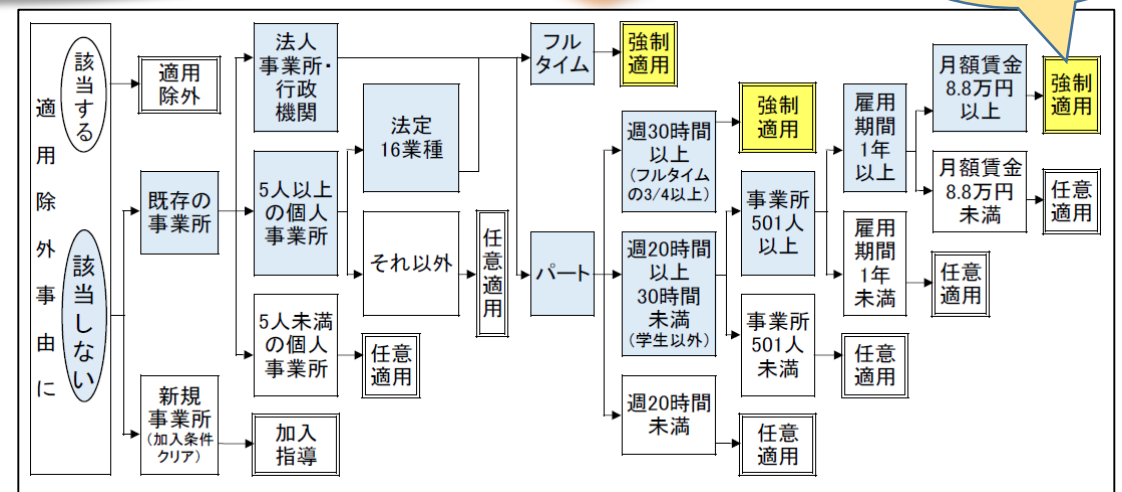 適用除外事由に
該当する
該当しない
適用
除外
既存の
事業所
新規
事業所
(加入条件
クリア)
法人
事業所・
行政
機関
5人以上
の個人
事業所
5人未満
の個人
事業所
加入
指導
法定
16業種
それ以外
任意
適用
任意適用
フル
タイム
パート
強制
適用
週30時間
以上
(フルタイム
の3/4以上)
週20時間
以上
30時間
未満
(学生以外)
週20時間
未満
強制
適用
事業所
501人
以上
事業所
501人
未満
任意
適用
雇用
期間
1年
以上
雇用
期間
1年
未満
任意
適用
任意
適用
月額賃金
8.8万円
以上
月額賃金
8.8万円
未満
強制
適用
任意
適用